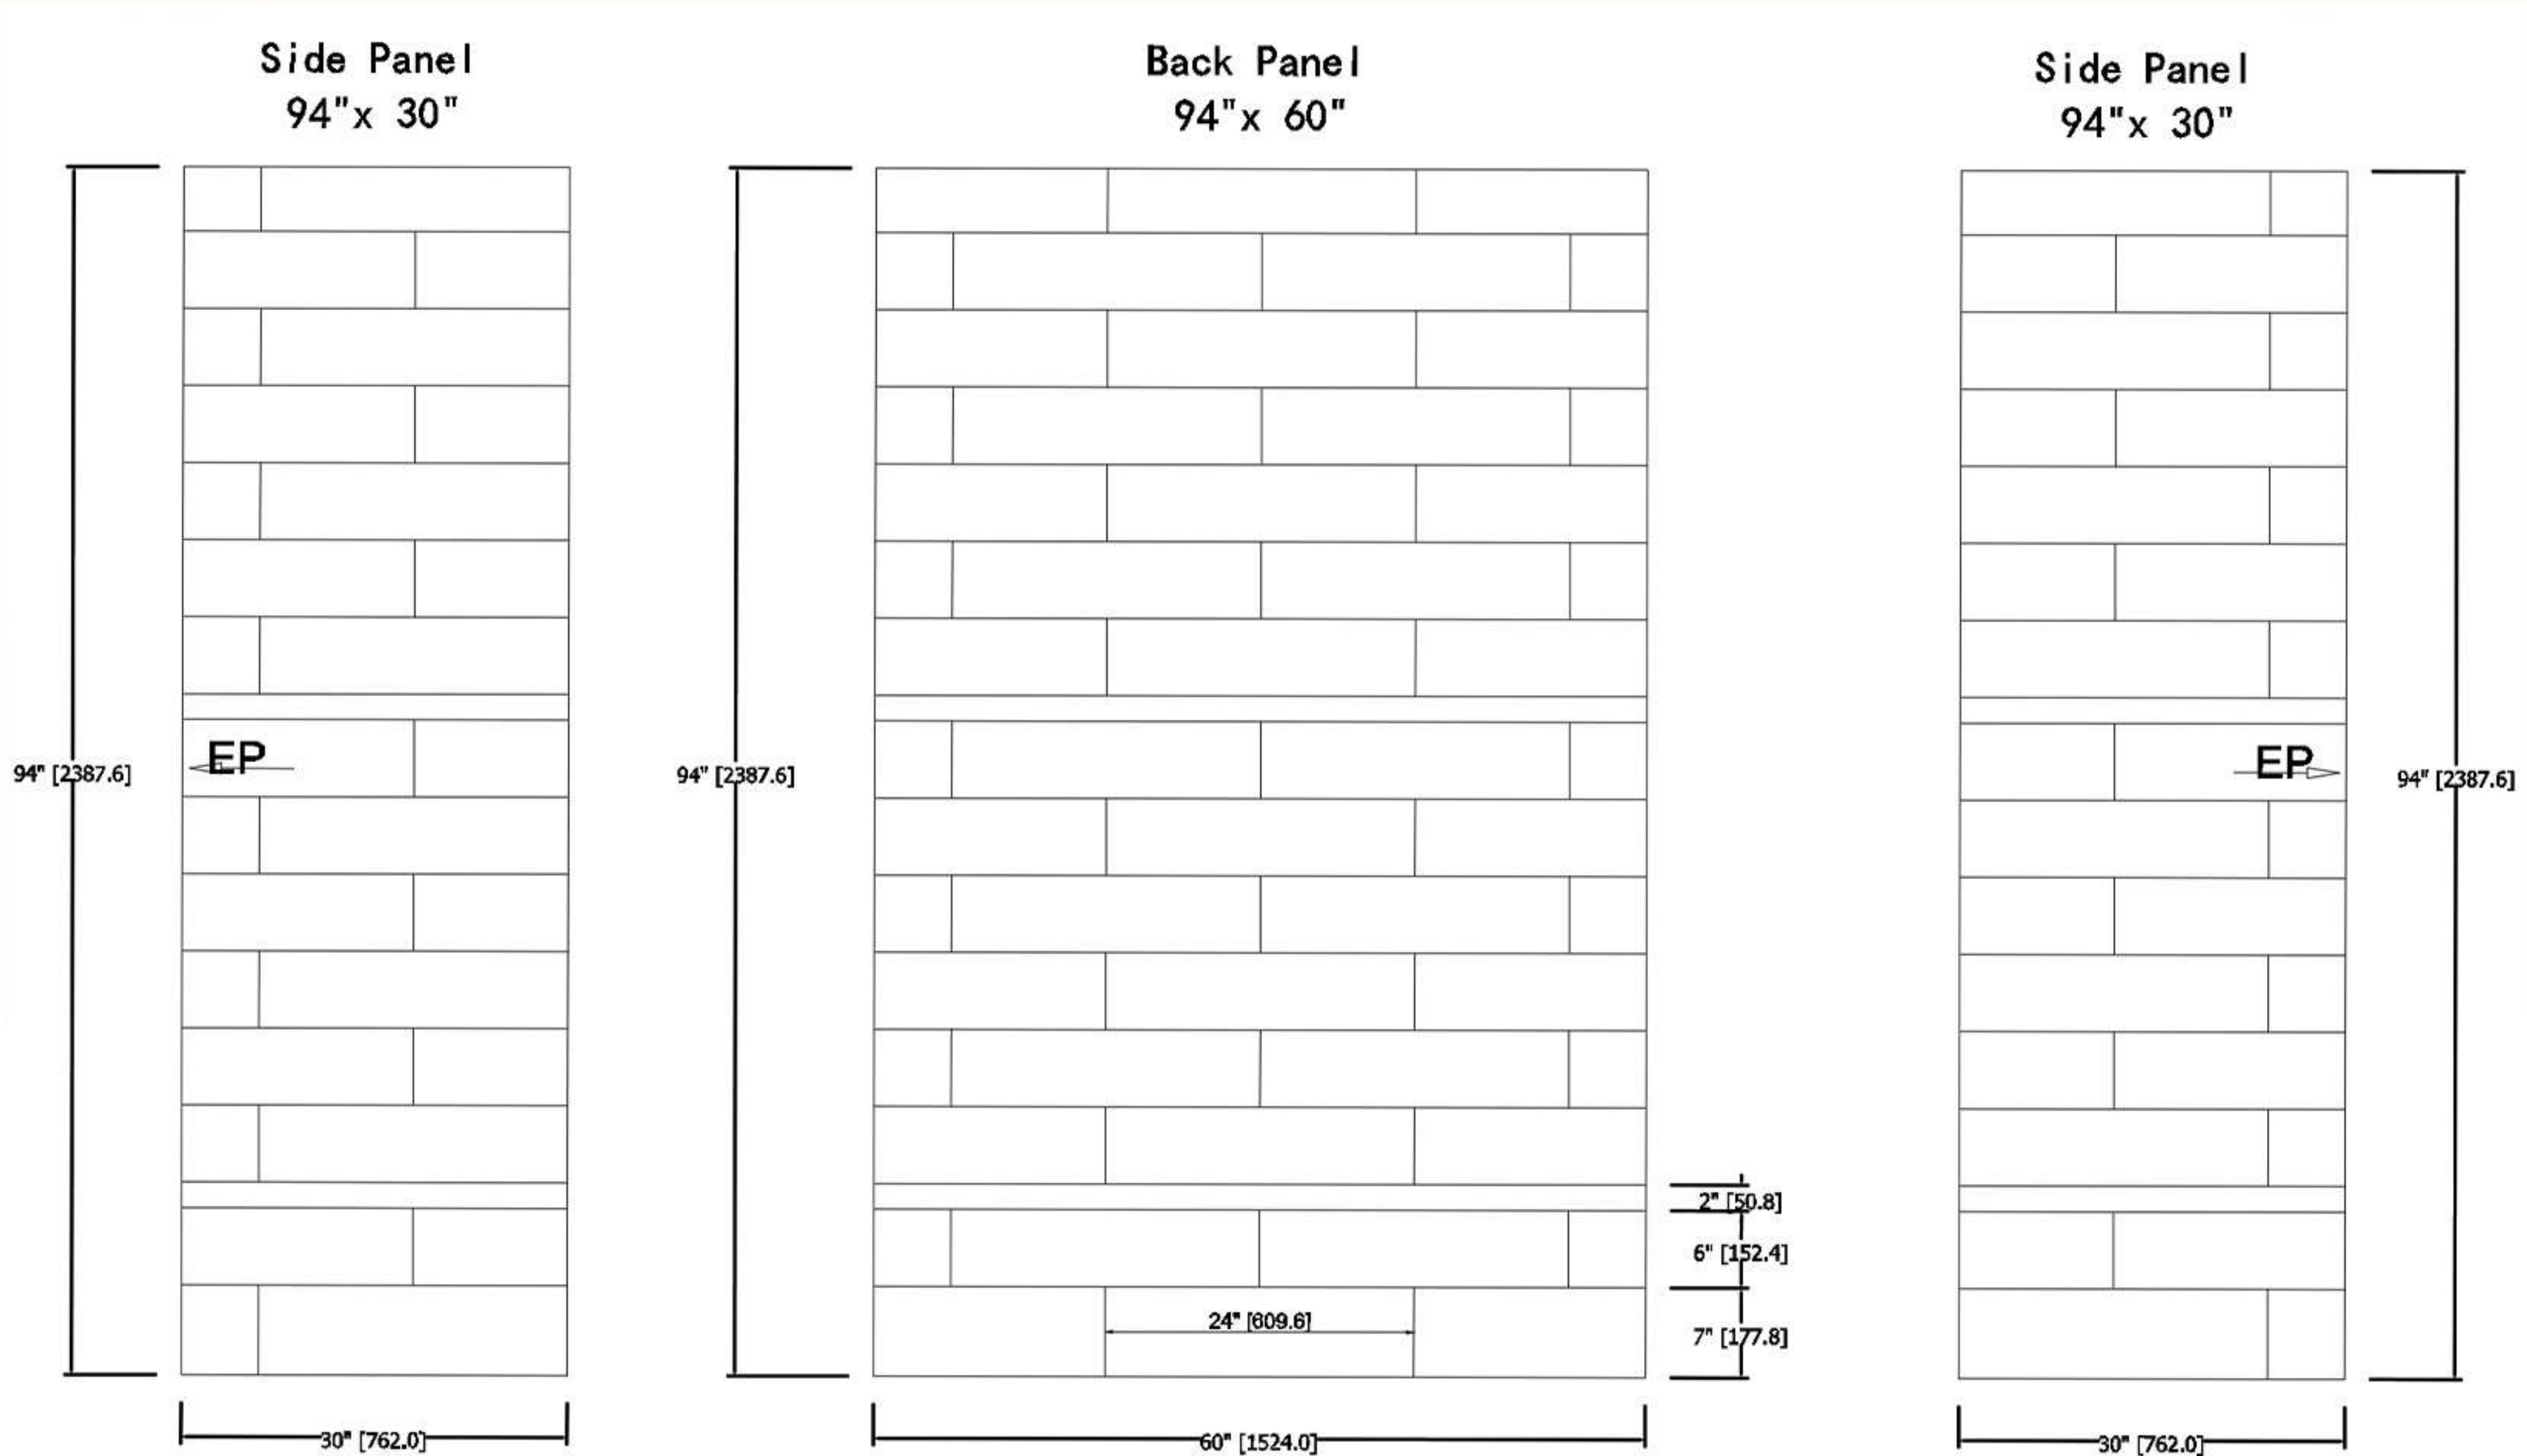 Side Panel
94"x 30"
Back Panel
94"x 60"
Side Panel
94"x 30"
94" [2387.6]
EP
94" [2387.6]
EP
94" [2387.6]
2" [50.8]
6" [152.4]
24" [609.6]
7" [177.8]
30" [762.0]
60" [1524.0]
30" [762.0]